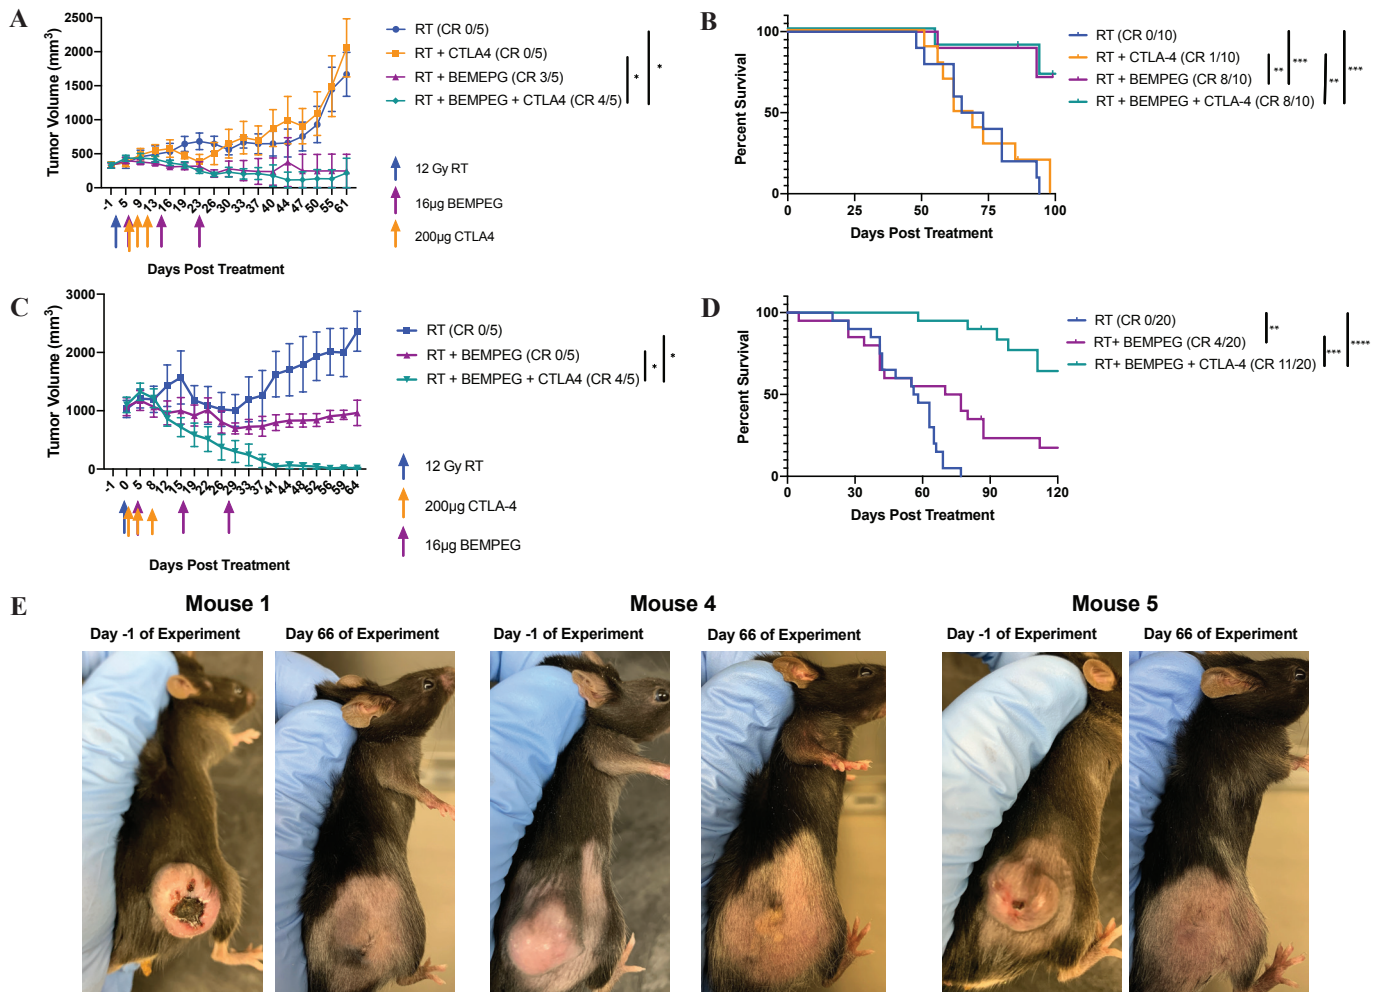 A
Tumor Volume (mm3)
2500
2000
1500
1000
500
0
-1 5 9 13 16 19 23 26 30 33 37 40 44 47 50 55 61
Days Post Treatment
RT (CR 0/5)
RT + CTLA4 (CR 0/5)
RT + BEMEPG (CR 3/5)
RT + BEMPEG + CTLA4 (CR 4/5)
*
*
12 Gy RT
16µg BEMPEG
200µg CTLA4
B
Percent Survival
100
50
0
0 25 50 75 100
Days Post Treatment
RT (CR 0/10)
RT + CTLA-4 (CR 1/10)
RT + BEMPEG (CR 8/10)
RT + BEMPEG + CTLA-4 (CR 8/10)
** *** ** ***
C
Tumor Volume (mm3)
3000
2000
1000
0
-1 0 5 8 12 15 19 22 26 29 33 37 41 44 48 52 56 59 64
Days Post Treatment
RT (CR 0/5)
RT + BEMPEG (CR 0/5)
RT + BEMPEG + CTLA4 (CR 4/5)
* *
12 Gy RT
200µg CTLA-4
16µg BEMPEG
D
Percent Survival
100
50
0
0 30 60 90 120
Days Post Treatment
RT (CR 0/20)
RT+ BEMPEG (CR 4/20)
RT+ BEMPEG + CTLA-4 (CR 11/20)
** *** ****
E
Mouse 1
Mouse 4
Mouse 5
Day -1 of Experiment
Day 66 of Experiment
Day -1 of Experiment
Day 66 of Experiment
Day -1 of Experiment
Day 66 of Experiment